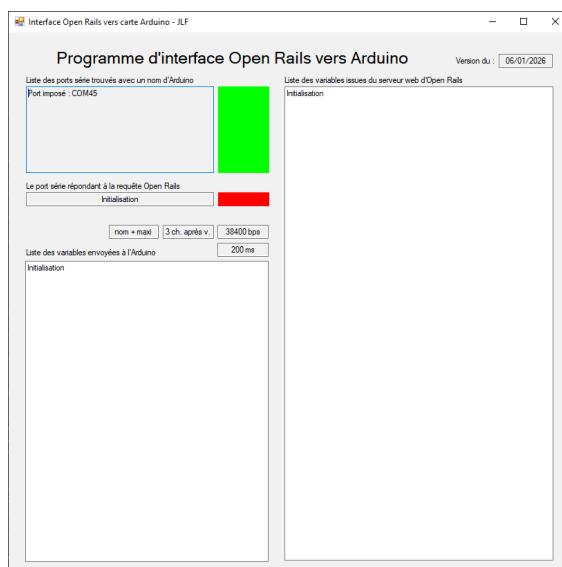 Interface Open Rails vers carte Arduino - JLF
Programme d'interface Open Rails vers Arduino
Version du : 06/01/2026
Liste des ports série trouvés avec un nom d'Arduino
Port imposé : COM45
Le port série répondant à la requête Open Rails
Initialisation
nom + maxi 3 ch. après v. 38400 bps
200 ms
Liste des variables envoyées à l'Arduino
Initialisation
Liste des variables issues du serveur web d'Open Rails
Initialisation